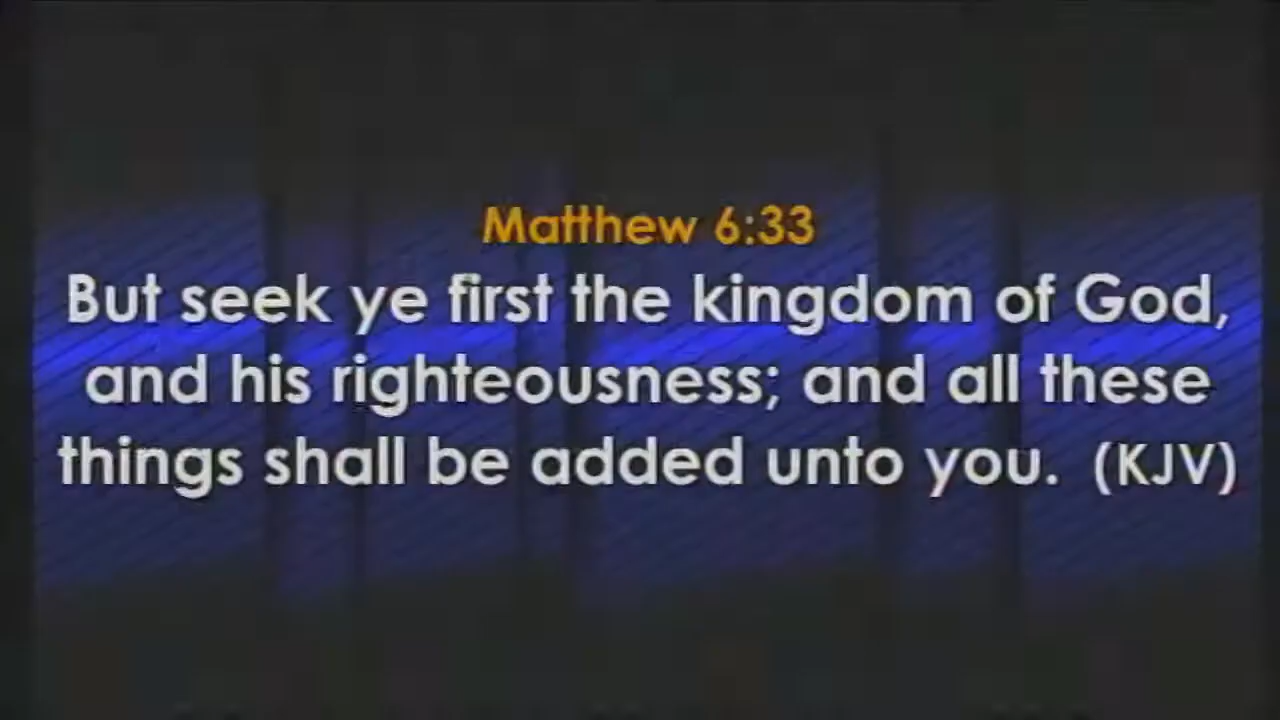 Matthew 6:33
But seek ye first the kingdom of God,
and his righteousness; and all these
things shall be added unto you. (KJV)